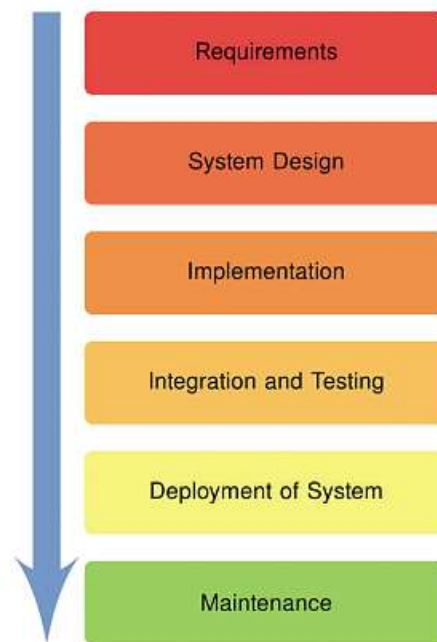 Requirements
System Design
Implementation
Integration and Testing
Deployment of System
Maintenance